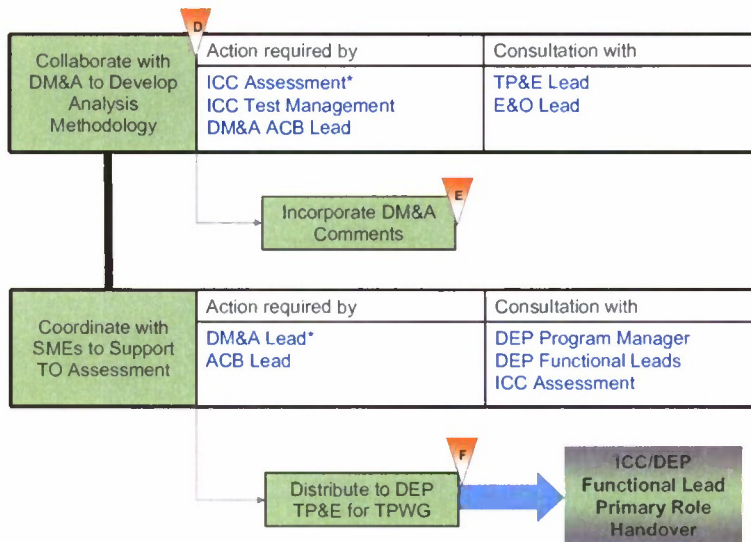 D
Collaborate with
DM&A to Develop
Analysis
Methodology
Action required by
ICC Assessment*
ICC Test Management
DM&A ACB Lead
Consultation with
TP&E Lead
E&O Lead
E
Incorporate DM&A
Comments
Coordinate with
SMEs to Support
TO Assessment
Action required by
DM&A Lead*
ACB Lead
Consultation with
DEP Program Manager
DEP Functional Leads
ICC Assessment
F
Distribute to DEP
TP&E for TPWG
ICC/DEP
Functional Lead
Primary Role
Handover